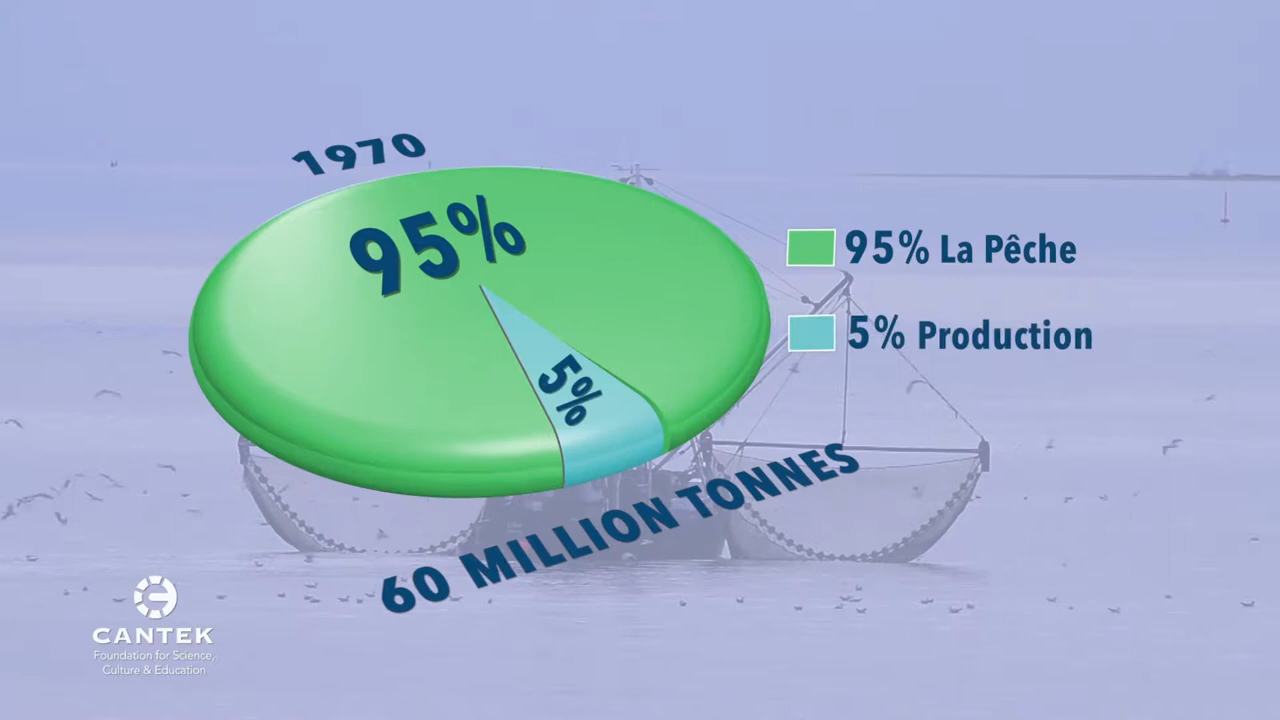 1970
95%
5%
60 MILLION TONNES
95% La Pêche
5% Production
CANTEK
Foundation for Science,
Culture & Education